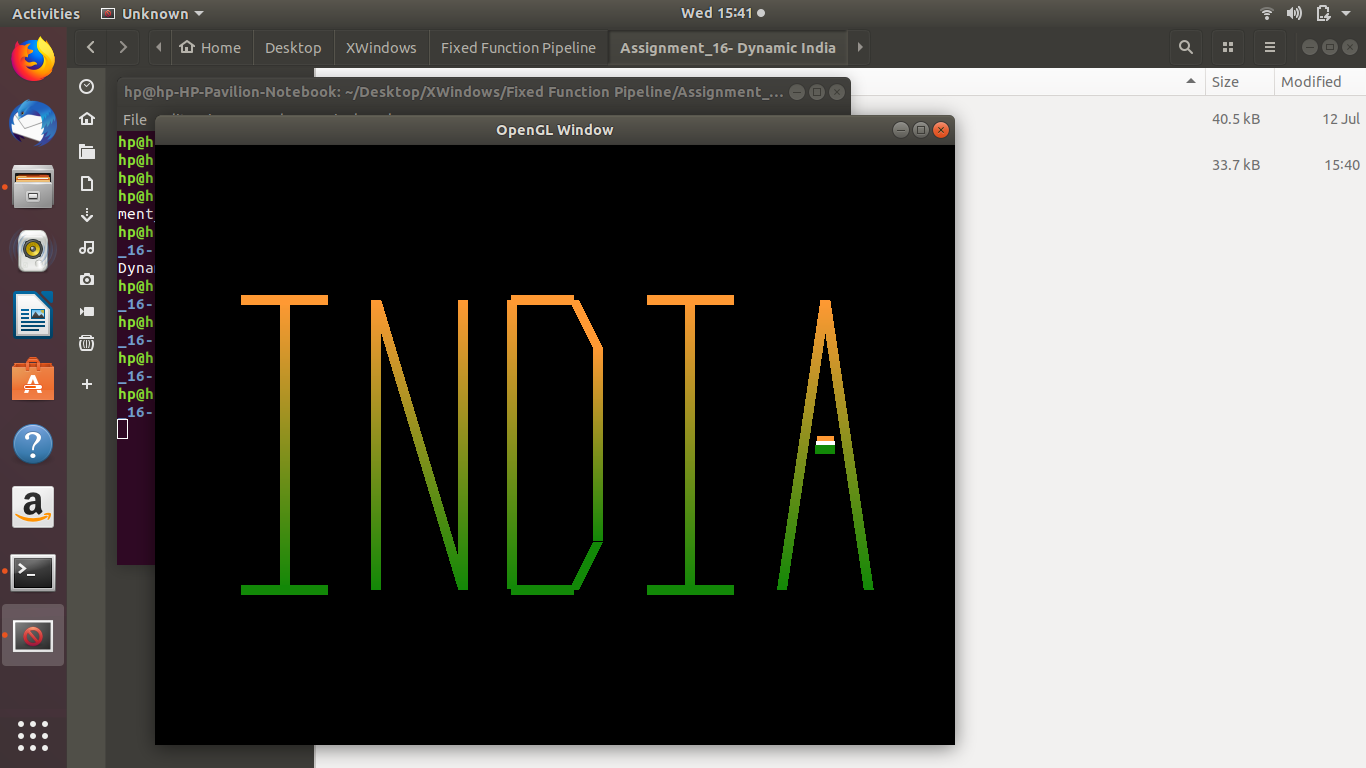 Activities Unknown Wed 15:41
Home Desktop XWindows Fixed Function Pipeline Assignment_16- Dynamic India
Size Modified
hp@hp-HP-Pavilion-Notebook: ~/Desktop/XWindows/Fixed Function Pipeline/Assignment_...
File
40.5 kB 12 Jul
OpenGL Window
hp@h
hp@h
33.7 kB 15:40
hp@h
hp@h
ment_
hp@h
_16-
Dyna
hp@h
_16-
hp@h
_16-
hp@h
_16-
hp@h
_16-
INDIA